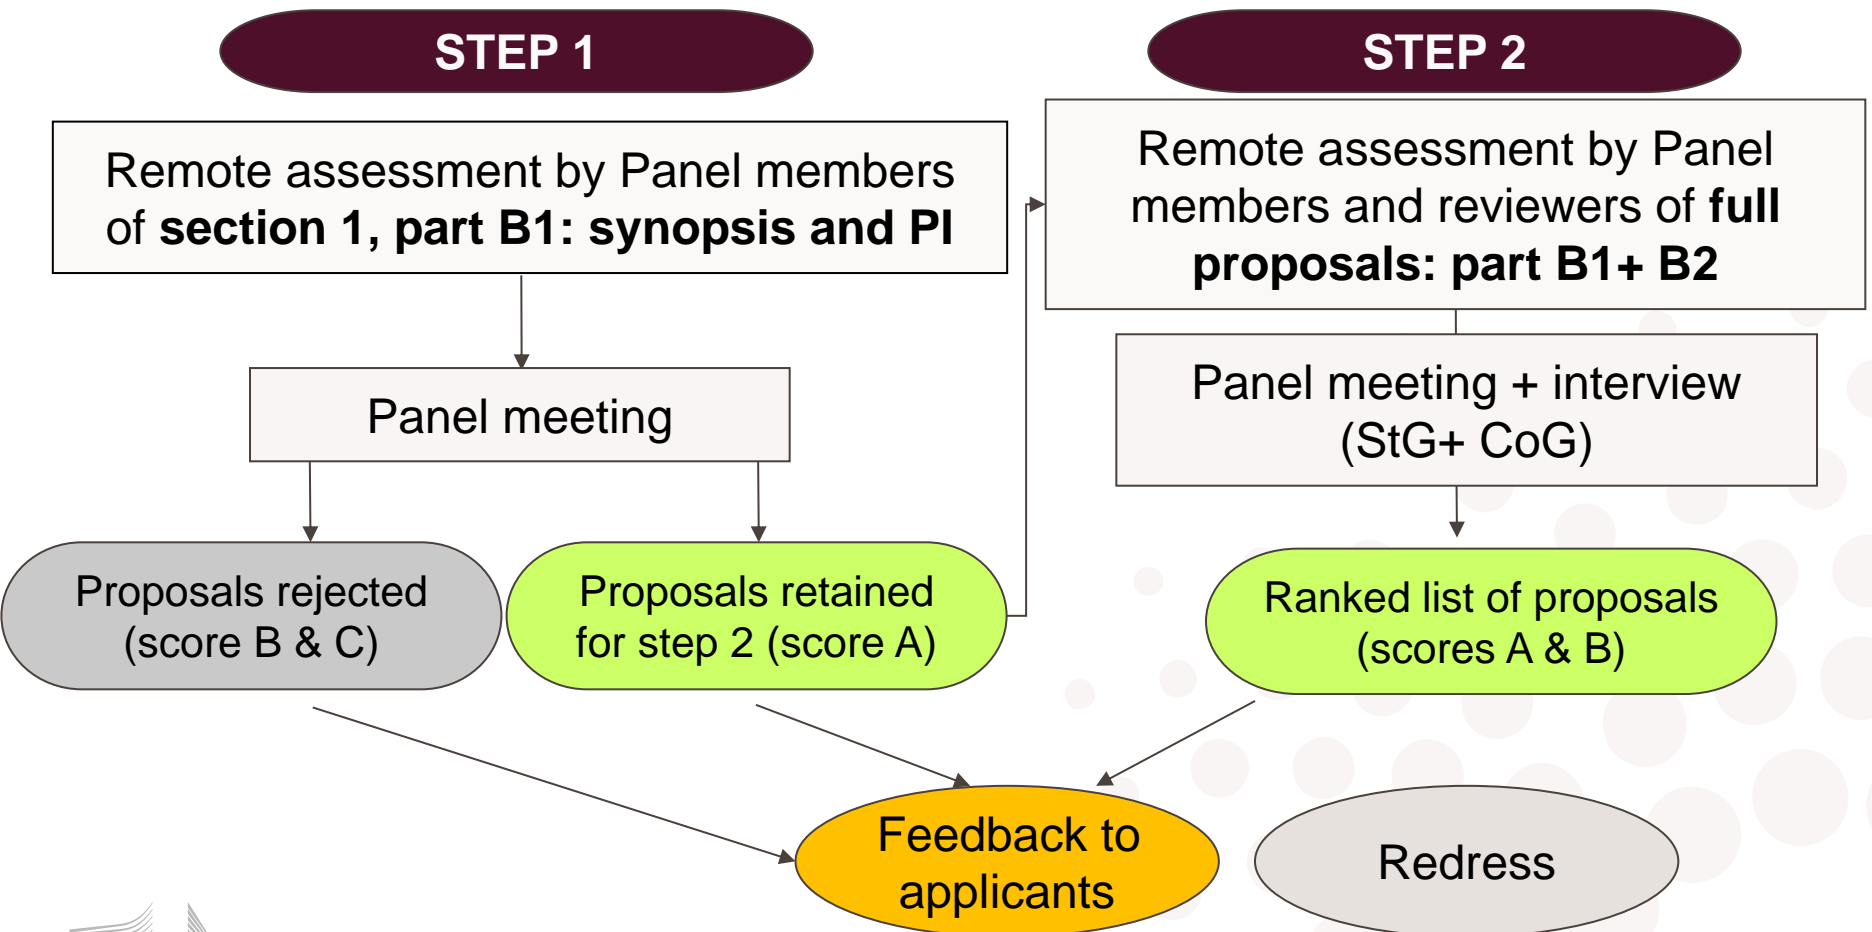 STEP 1
Remote assessment by Panel members
of section 1, part B1: synopsis and PI
Panel meeting
Proposals rejected
(score B & C)
Proposals retained
for step 2 (score A)
STEP 2
Remote assessment by Panel
members and reviewers of full
proposals: part B1+ B2
Panel meeting + interview
(StG+ CoG)
Ranked list of proposals
(scores A & B)
Feedback to
applicants
Redress